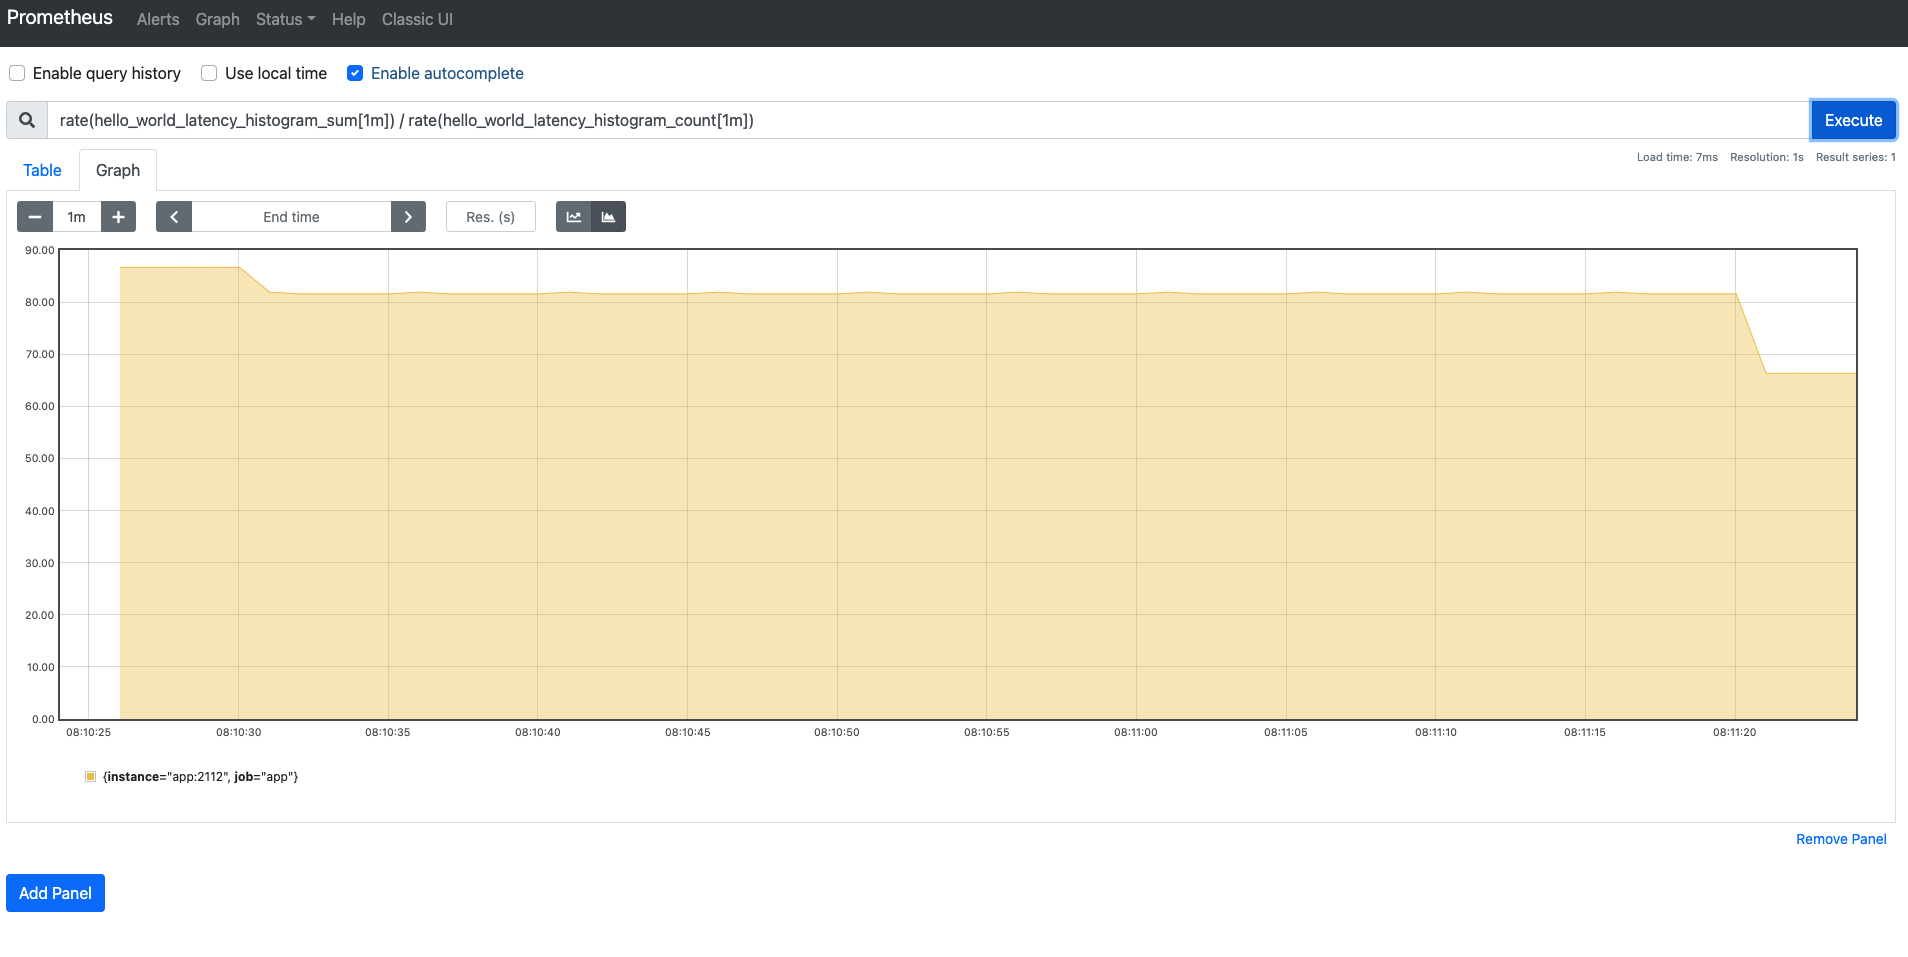 Prometheus Alerts Graph Status Help Classic UI
Enable query history Use local time Enable autocomplete
rate(hello_world_latency_histogram_sum[1m]) / rate(hello_world_latency_histogram_count[1m]) Execute
Table Graph Load time: 7ms Resolution: 1s Result series: 1
1m End time Res. (s)
90.00
80.00
70.00
60.00
50.00
40.00
30.00
20.00
10.00
0.00
08:10:25 08:10:30 08:10:35 08:10:40 08:10:45 08:10:50 08:10:55 08:11:00 08:11:05 08:11:10 08:11:15 08:11:20
{instance="app:2112", job="app"}
Remove Panel
Add Panel